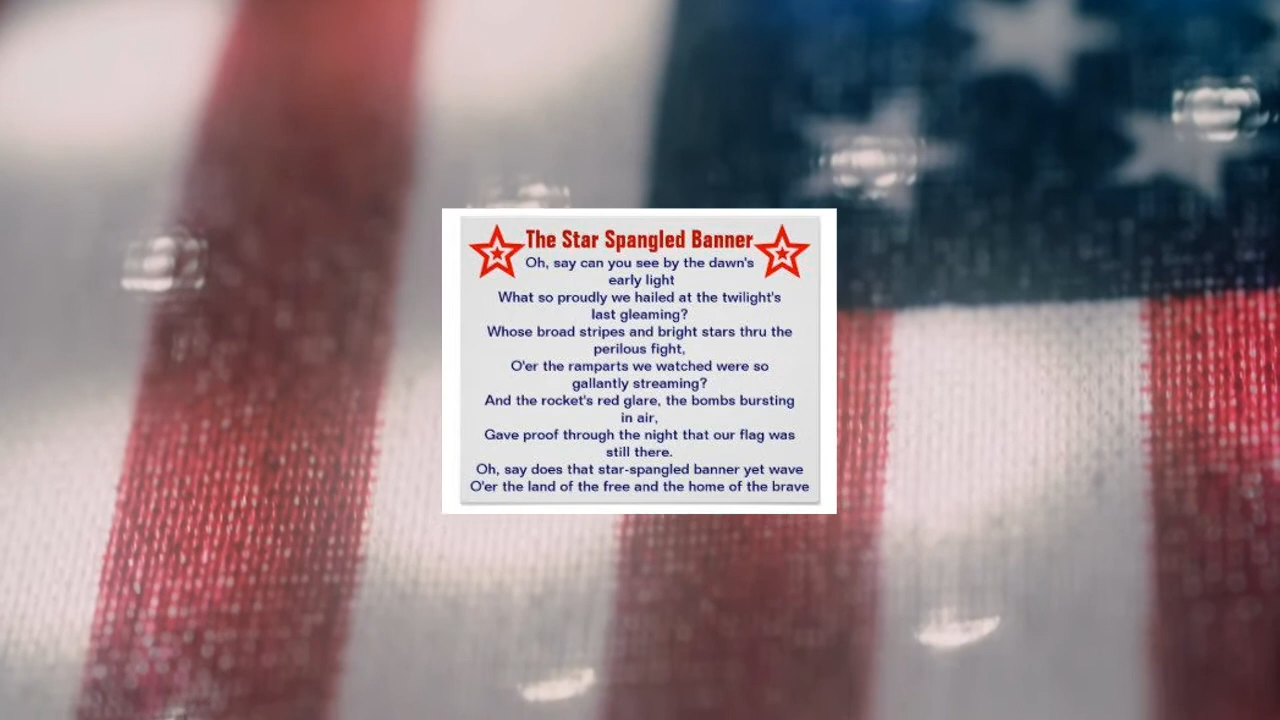 The Star Spangled Banner
Oh, say can you see by the dawn's
early light
What so proudly we hailed at the twilight's
last gleaming?
Whose broad stripes and bright stars thru the
perilous fight,
O'er the ramparts we watched were so
gallantly streaming?
And the rocket's red glare, the bombs bursting
in air,
Gave proof through the night that our flag was
still there.
Oh, say does that star-spangled banner yet wave
O'er the land of the free and the home of the brave